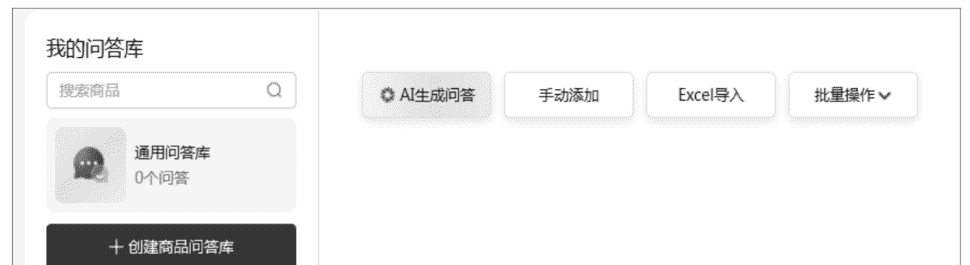 我的问答库
搜索商品
通用问答库
0个问答
+ 创建商品问答库
AI生成问答
手动添加
Excel导入
批量操作